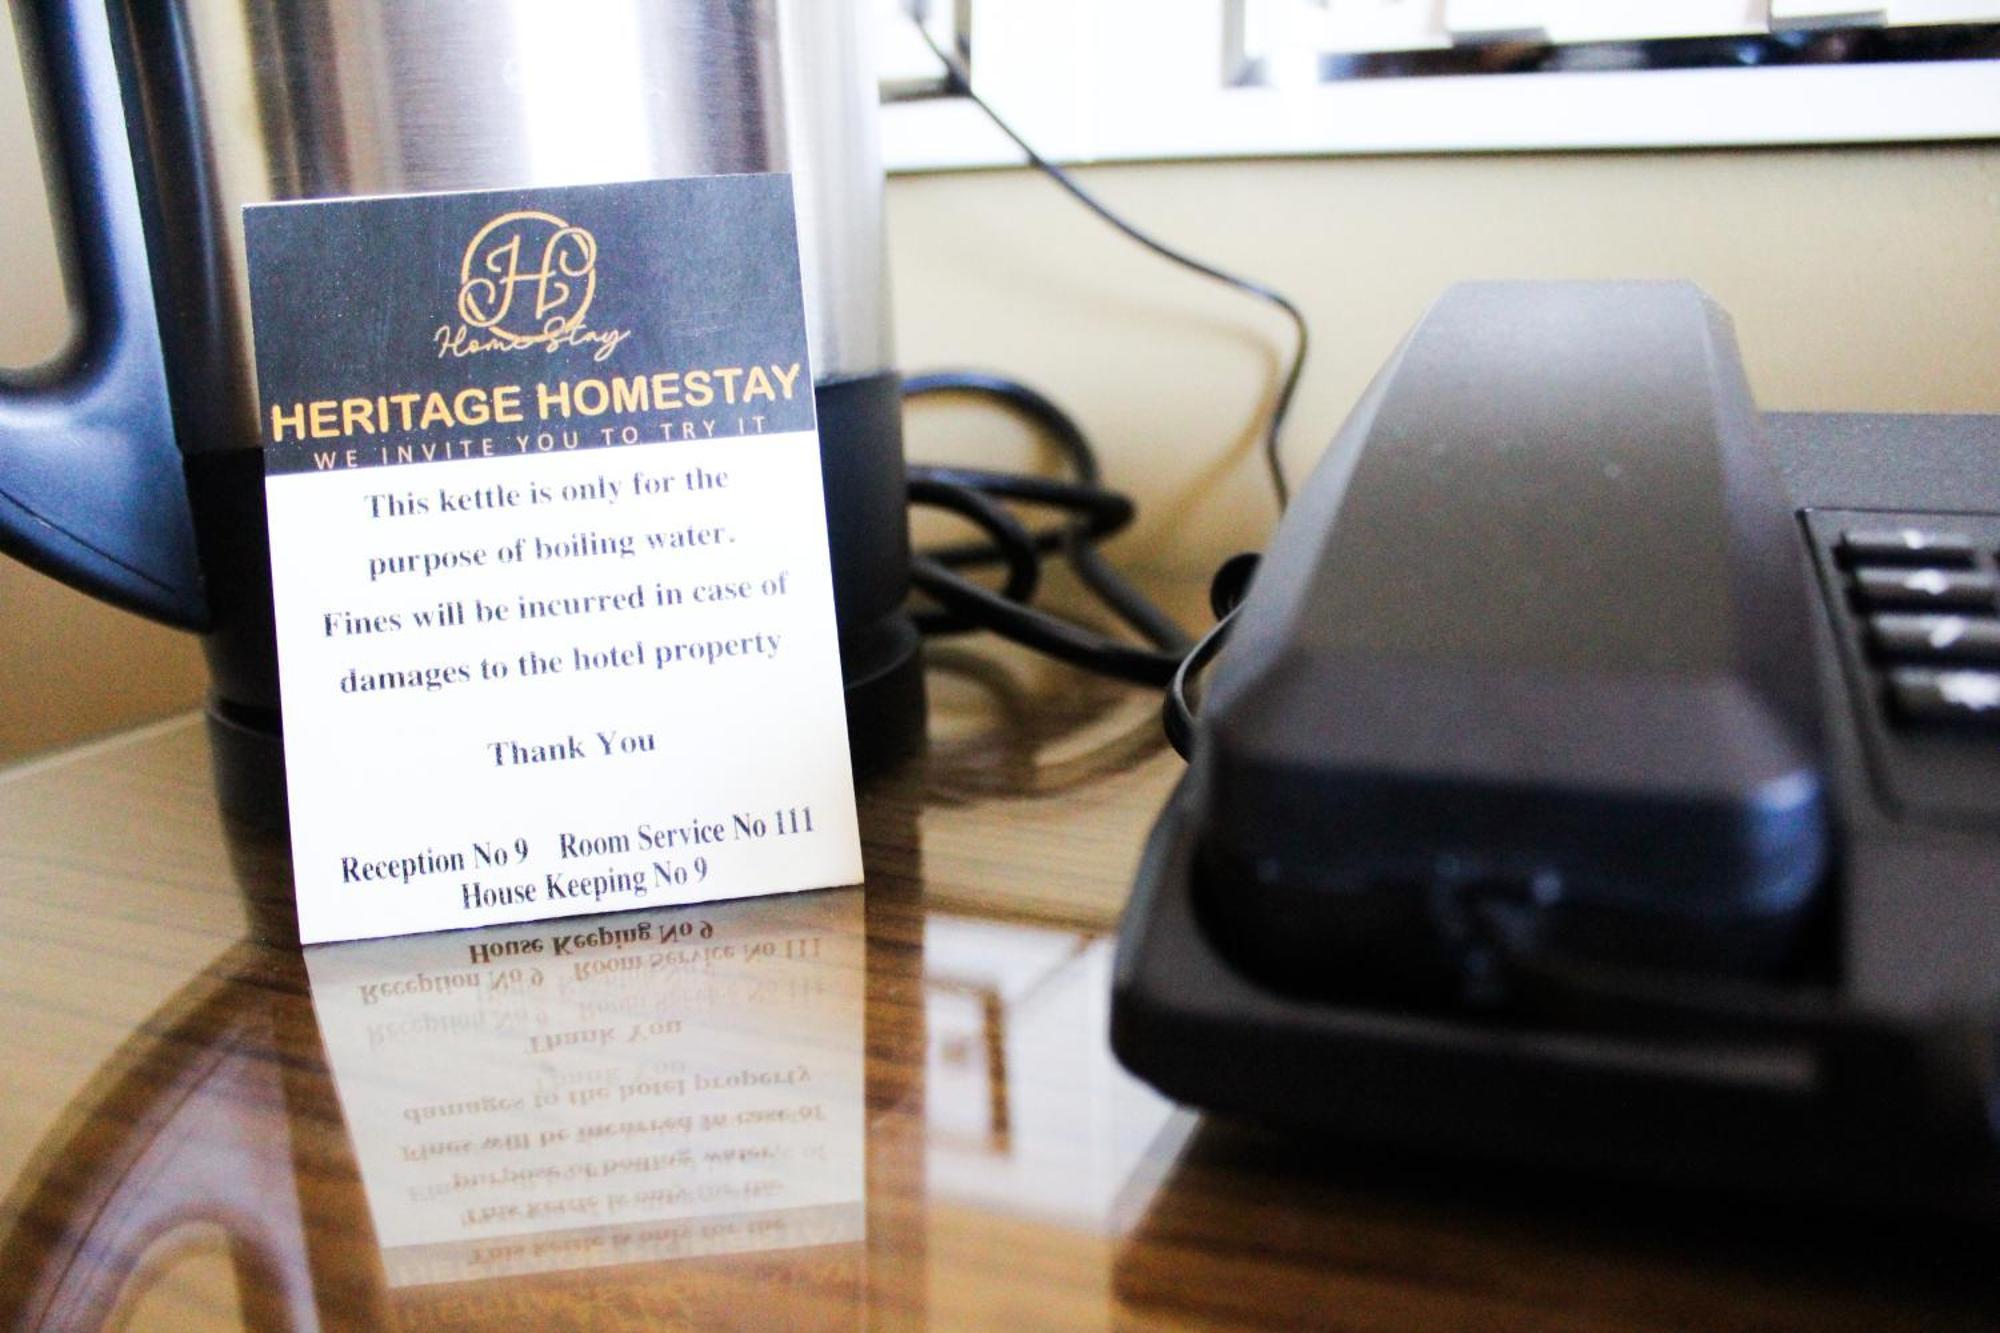 H
Home Stay
HERITAGE HOMESTAY
WE INVITE YOU TO TRY IT
This kettle is only for the
purpose of boiling water.
Fines will be incurred in case of
damages to the hotel property
Thank You
Reception No 9 Room Service No 111
House Keeping No 9